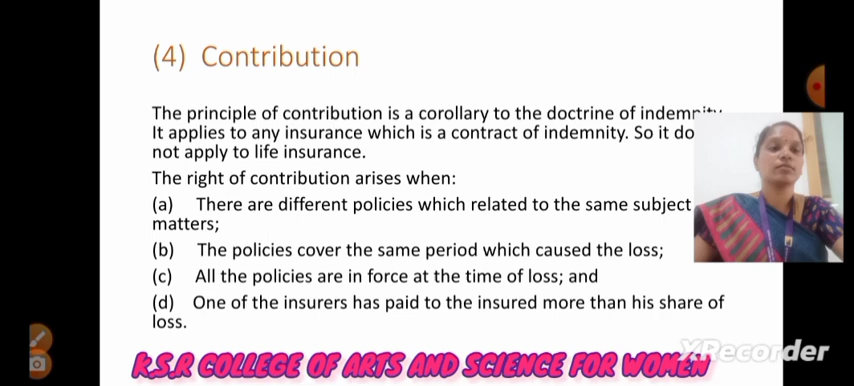 (4) Contribution
The principle of contribution is a corollary to the doctrine of indemnity.
It applies to any insurance which is a contract of indemnity. So it do
not apply to life insurance.
The right of contribution arises when:
(a) There are different policies which related to the same subject
matters;
(b) The policies cover the same period which caused the loss;
(c) All the policies are in force at the time of loss; and
(d) One of the insurers has paid to the insured more than his share of
loss.
K.S.R COLLEGE OF ARTS AND SCIENCE FOR WOMEN
XRecorder